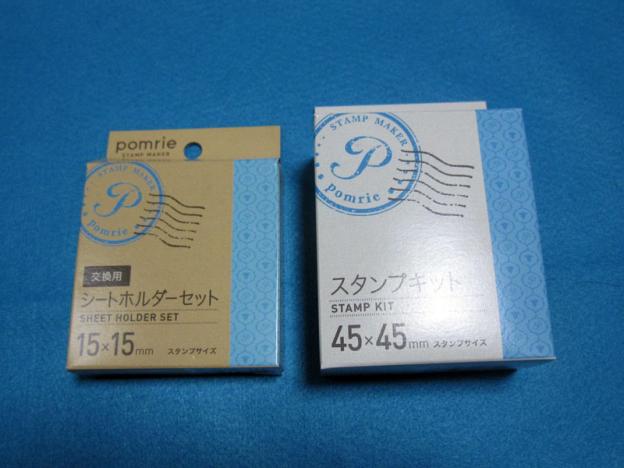 pomrie
STAMP MAKER
STAMP MAKER
P
pomrie
交換用
シートホルダーセット
SHEET HOLDER SET
15×15mm スタンプサイズ
STAMP MAKER
P
pomrie
スタンプキット
STAMP KIT
45×45mm スタンプサイズ